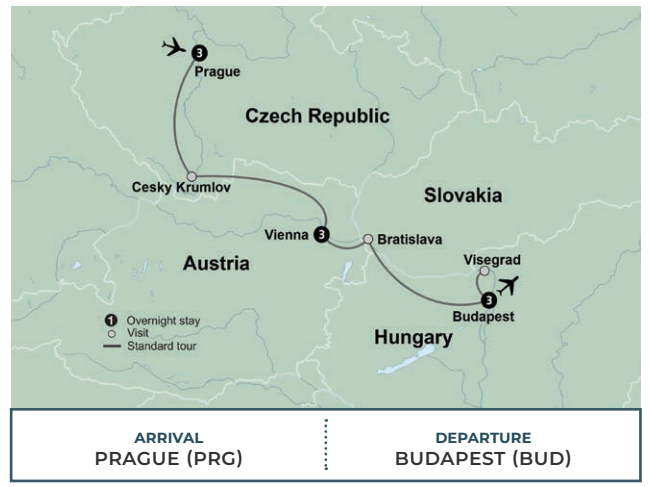 3
Prague
Czech Republic
Cesky Krumlov
Slovakia
Vienna 3
Bratislava
Austria
Visegrad
3
Budapest
1 Overnight stay
Visit
Standard tour
Hungary
ARRIVAL
PRAGUE (PRG)
DEPARTURE
BUDAPEST (BUD)